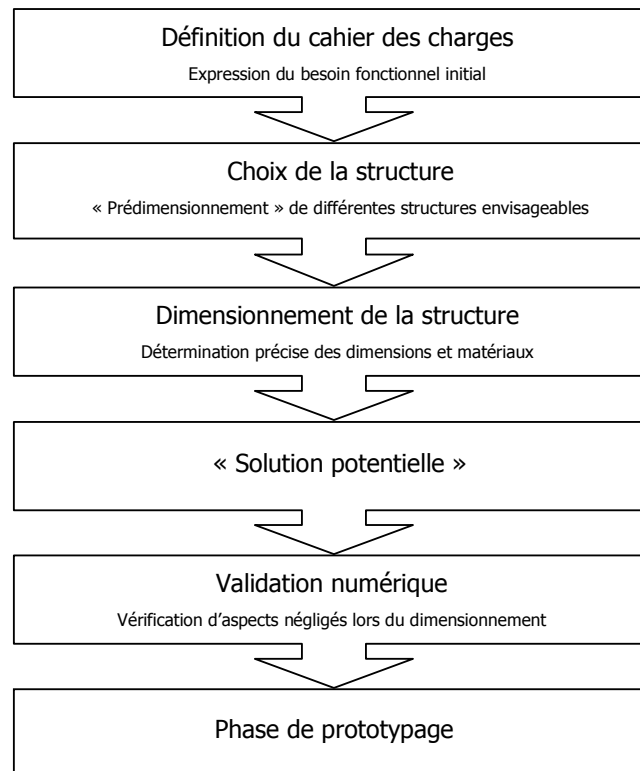 Définition du cahier des charges
Expression du besoin fonctionnel initial
Choix de la structure
« Prédimensionnement » de différentes structures envisageables
Dimensionnement de la structure
Détermination précise des dimensions et matériaux
« Solution potentielle »
Validation numérique
Vérification d'aspects négligés lors du dimensionnement
Phase de prototypage